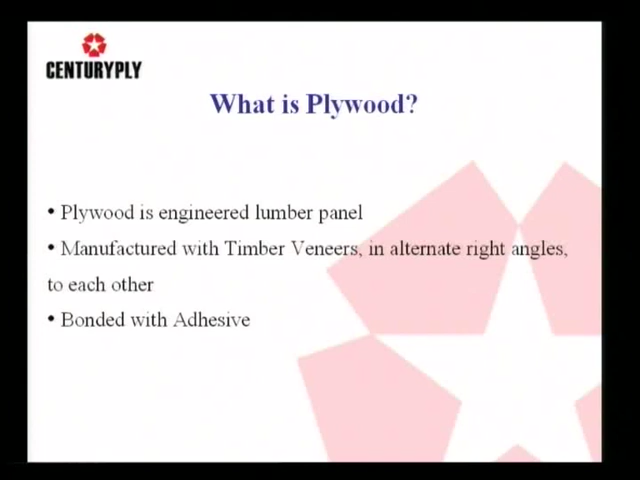 CENTURYPLY
What is Plywood?
• Plywood is engineered lumber panel
• Manufactured with Timber Veneers, in alternate right angles,
to each other
• Bonded with Adhesive